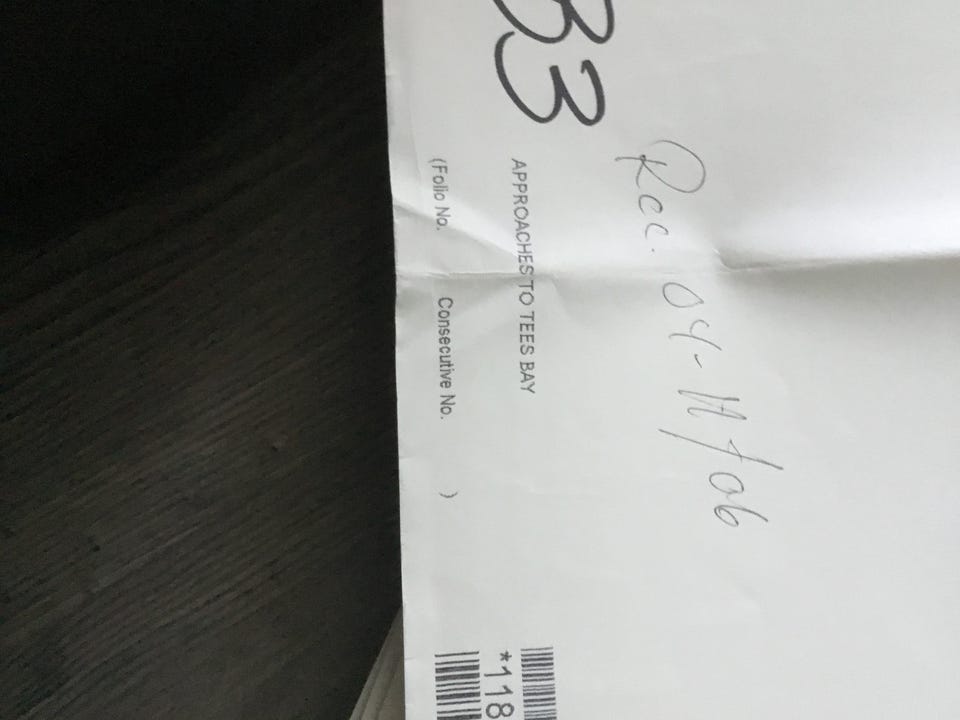 33
Rec. 04-11/06
APPROACHES TO TEES BAY
(Folio No. Consecutive No. )
*118